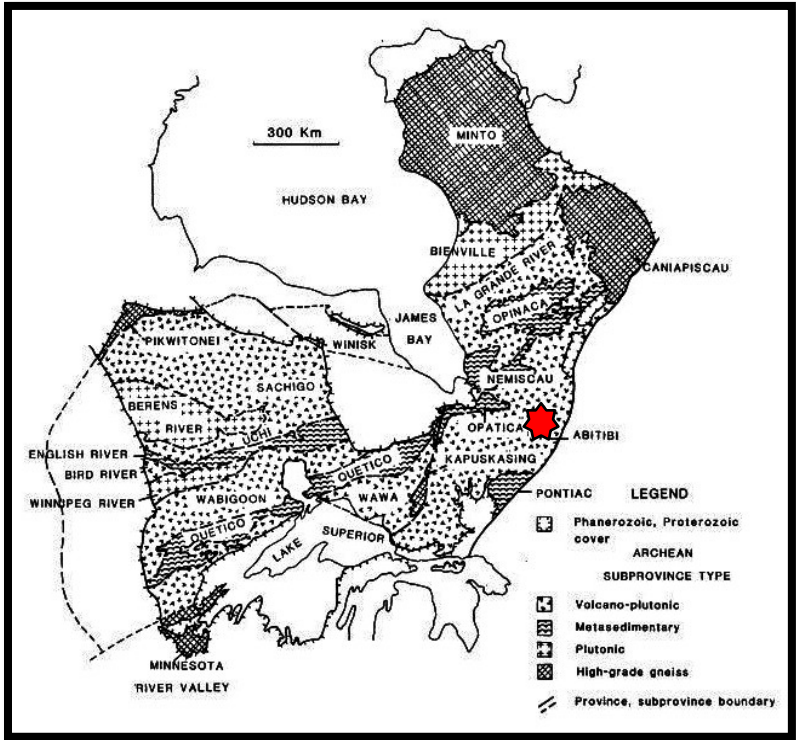 MINTO
300 Km
HUDSON BAY
BIENVILLE
LA GRANDE RIVER
CANIAPISCAU
OPINACA
JAMES
BAY
WINISK
PIKWITONEI
SACHIGO
NEMISCAU
BERENS
RIVER
UCHI
OPATICA
ABITIBI
ENGLISH RIVER
QUETICO
KAPUSKASING
BIRD RIVER
WINNIPEG RIVER
WABIGOON
WAWA
PONTIAC
QUETICO
LAKE SUPERIOR
LEGEND
Phanerozoic, Proterozoic
cover
ARCHEAN
SUBPROVINCE TYPE
Volcano-plutonic
Metasedimentary
Plutonic
High-grade gneiss
Province, subprovince boundary
MINNESOTA
RIVER VALLEY